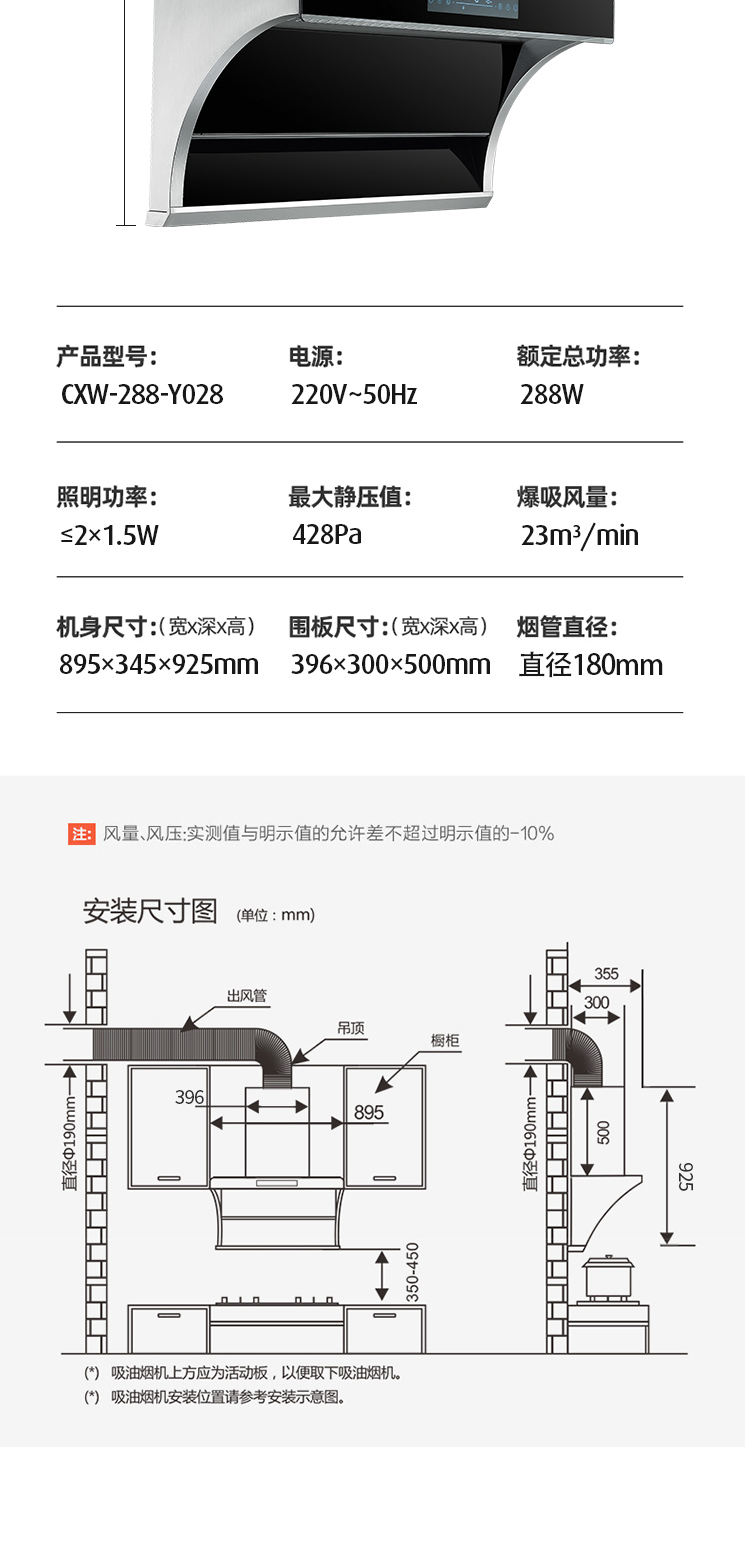 产品型号:
电源:
额定总功率:
CXW-288-Y028
220V~50Hz
288W
照明功率:
最大静压值:
爆吸风量:
≤2×1.5W
428Pa
23m³/min
机身尺寸:(宽x深x高)
围板尺寸:(宽x深x高)
烟管直径:
895×345×925mm
396×300×500mm
直径180mm
注: 风量、风压:实测值与明示值的允许差不超过明示值的-10%
安装尺寸图 (单位:mm)
355
出风管
300
吊顶
橱柜
396
895
直径Φ190mm
直径Φ190mm
500
925
350-450
(*) 吸油烟机上方应为活动板,以便取下吸油烟机。
(*) 吸油烟机安装位置请参考安装示意图。